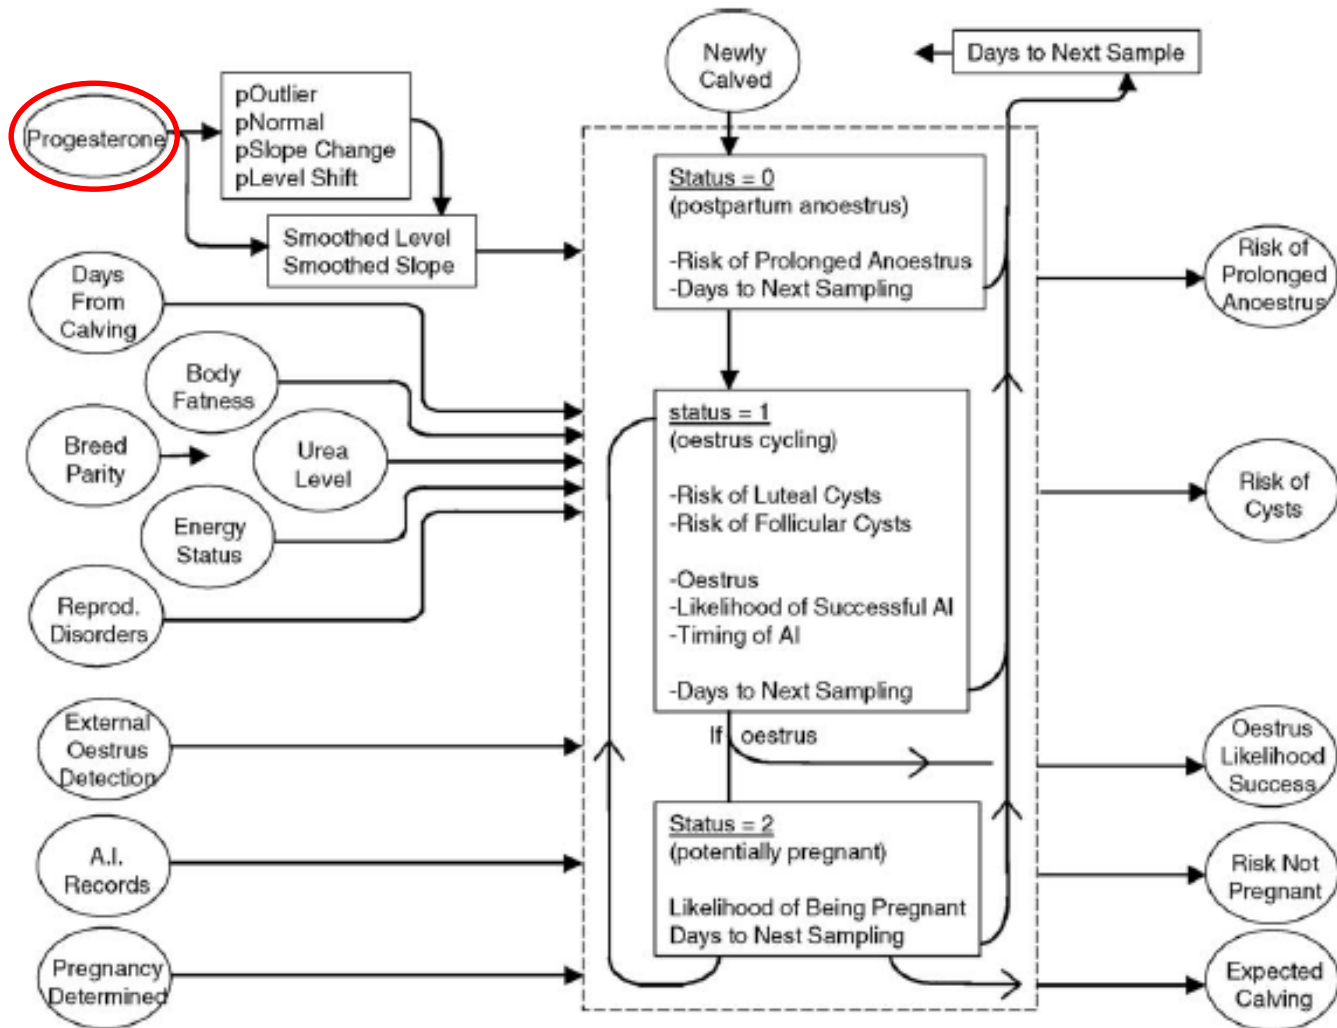 Newly
Calved
Days to Next Sample
Progesterone
pOutlier
pNormal
pSlope Change
pLevel Shift
Smoothed Level
Smoothed Slope
Days
From
Calving
Body
Fatness
Breed
Parity
Urea
Level
Energy
Status
Reprod.
Disorders
External
Oestrus
Detection
A.I.
Records
Pregnancy
Determined
Status = 0
(postpartum anoestrus)
-Risk of Prolonged Anoestrus
-Days to Next Sampling
status = 1
(oestrus cycling)
-Risk of Luteal Cysts
-Risk of Follicular Cysts
-Oestrus
-Likelihood of Successful AI
-Timing of AI
-Days to Next Sampling
If oestrus
Status = 2
(potentially pregnant)
Likelihood of Being Pregnant
Days to Nest Sampling
Risk of
Prolonged
Anoestrus
Risk of
Cysts
Oestrus
Likelihood
Success
Risk Not
Pregnant
Expected
Calving